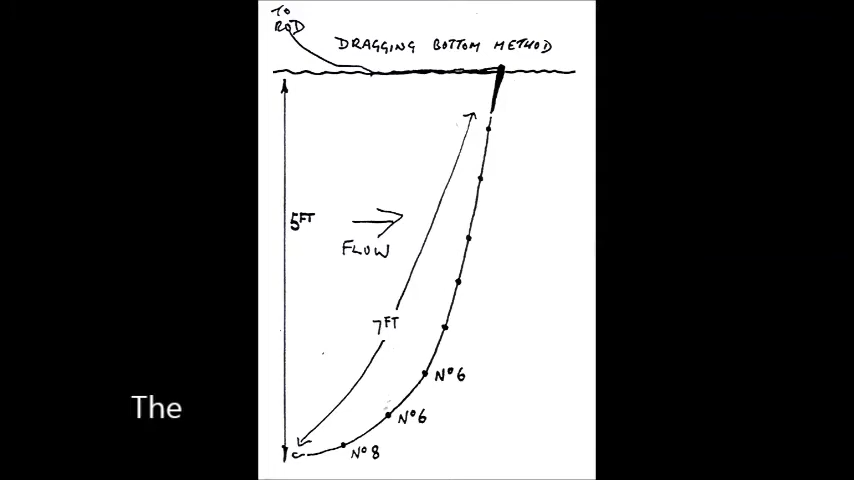 TO
ROD
DRAGGING BOTTOM METHOD
5FT
FLOW
7FT
Nº6
The
Nº6
Nº8